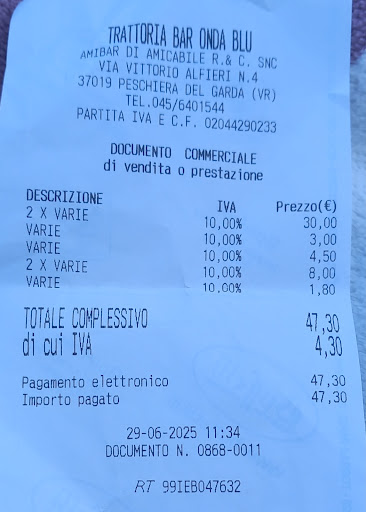 TRATTORIA BAR ONDA BLU
AMIBAR DI AMICABILE R.& C. SNC
VIA VITTORIO ALFIERI N.4
37019 PESCHIERA DEL GARDA (VR)
TEL.045/6401544
PARTITA IVA E C.F. 02044290233
DOCUMENTO COMMERCIALE
di vendita o prestazione
DESCRIZIONE IVA Prezzo(€)
2 X VARIE 10,00% 30,00
VARIE 10,00% 3,00
VARIE 10,00% 4,50
2 X VARIE 10,00% 8,00
VARIE 10,00% 1,80
TOTALE COMPLESSIVO 47,30
di cui IVA 4,30
Pagamento elettronico 47,30
Importo pagato 47,30
29-06-2025 11:34
DOCUMENTO N. 0868-0011
RT 99IEB047632